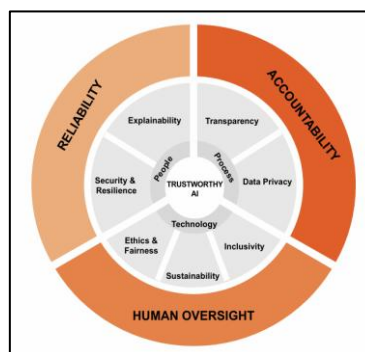 RELIABILITY
ACCOUNTABILITY
Explainability
Transparency
People
Process
Security &
Resilience
TRUSTWORTHY
AI
Data Privacy
Technology
Ethics &
Fairness
Inclusivity
Sustainability
HUMAN OVERSIGHT